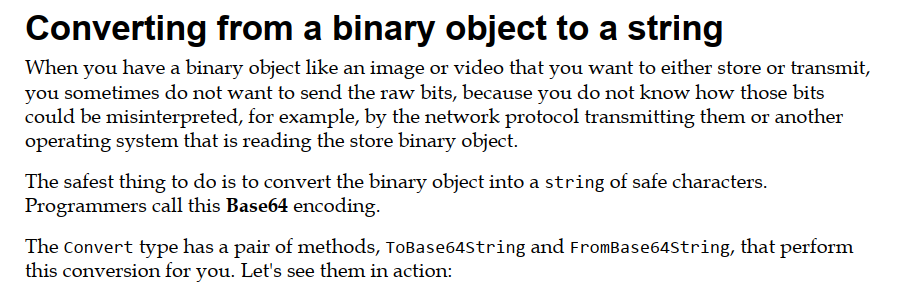 Converting from a binary object to a string
When you have a binary object like an image or video that you want to either store or transmit,
you sometimes do not want to send the raw bits, because you do not know how those bits
could be misinterpreted, for example, by the network protocol transmitting them or another
operating system that is reading the store binary object.
The safest thing to do is to convert the binary object into a string of safe characters.
Programmers call this Base64 encoding.
The Convert type has a pair of methods, ToBase64String and FromBase64String, that perform
this conversion for you. Let's see them in action: